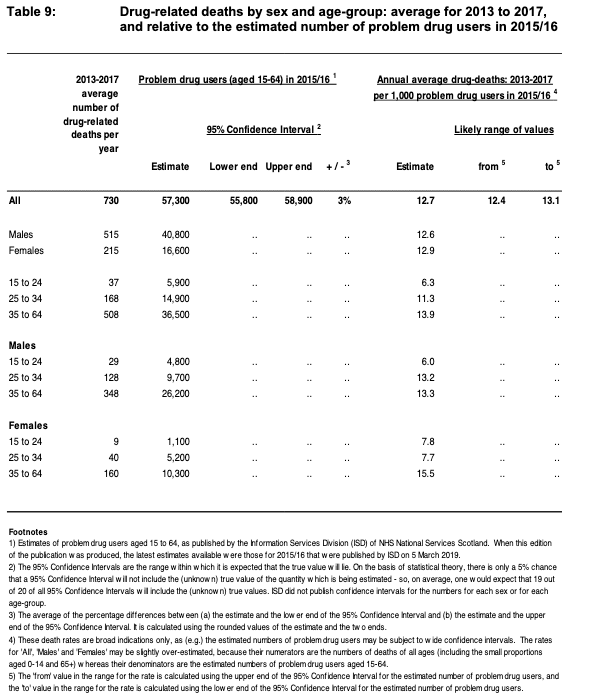 Table 9: Drug-related deaths by sex and age-group: average for 2013 to 2017,
and relative to the estimated number of problem drug users in 2015/16
2013-2017 average number of drug-related deaths per year
Problem drug users (aged 15-64) in 2015/16 1
Annual average drug-deaths: 2013-2017
per 1,000 problem drug users in 2015/16 4
95% Confidence Interval 2
Likely range of values
Estimate Lower end Upper end + / - 3 Estimate from 5 to 5
All 730 57,300 55,800 58,900 3% 12.7 12.4 13.1
Males 515 40,800 .. .. .. 12.6 .. ..
Females 215 16,600 .. .. .. 12.9 .. ..
15 to 24 37 5,900 .. .. .. 6.3 .. ..
25 to 34 168 14,900 .. .. .. 11.3 .. ..
35 to 64 508 36,500 .. .. .. 13.9 .. ..
Males
15 to 24 29 4,800 .. .. .. 6.0 .. ..
25 to 34 128 9,700 .. .. .. 13.2 .. ..
35 to 64 348 26,200 .. .. .. 13.3 .. ..
Females
15 to 24 9 1,100 .. .. .. 7.8 .. ..
25 to 34 40 5,200 .. .. .. 7.7 .. ..
35 to 64 160 10,300 .. .. .. 15.5 .. ..
Footnotes
1) Estimates of problem drug users aged 15 to 64, as published by the Information Services Division (ISD) of NHS National Services Scotland. When this edition
of the publication was produced, the latest estimates available were those for 2015/16 that were published by ISD on 5 March 2019.
2) The 95% Confidence Intervals are the range within which it is expected that the true value will lie. On the basis of statistical theory, there is only a 5% chance
that a 95% Confidence Interval will not include the (unknown) true value of the quantity which is being estimated - so, on average, one would expect that 19 out
of 20 of all 95% Confidence Intervals will include the (unknown) true values. ISD did not publish confidence intervals for the numbers for each sex or for each
age-group.
3) The average of the percentage differences between (a) the estimate and the lower end of the 95% Confidence Interval and (b) the estimate and the upper
end of the 95% Confidence Interval. It is calculated using the rounded values of the estimate and the two ends.
4) These death rates are broad indications only, as (e.g.) the estimated numbers of problem drug users may be subject to wide confidence intervals. The rates
for 'All', 'Males' and 'Females' may be slightly over-estimated, because their numerators are the numbers of deaths of all ages (including the small proportions
aged 0-14 and 65+) whereas their denominators are the estimated numbers of problem drug users aged 15-64.
5) The 'from' value in the range for the rate is calculated using the upper end of the 95% Confidence Interval for the estimated number of problem drug users, and
the 'to' value in the range for the rate is calculated using the lower end of the 95% Confidence Interval for the estimated number of problem drug users.